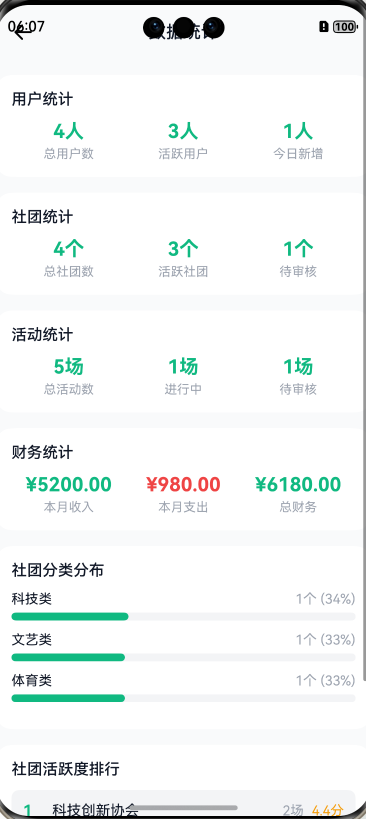 06:07
100
数据统计
用户统计
4人 3人 1人
总用户数 活跃用户 今日新增
社团统计
4个 3个 1个
总社团数 活跃社团 待审核
活动统计
5场 1场 1场
总活动数 进行中 待审核
财务统计
¥5200.00 ¥980.00 ¥6180.00
本月收入 本月支出 总财务
社团分类分布
科技类 1个 (34%)
文艺类 1个 (33%)
体育类 1个 (33%)
社团活跃度排行
1 科技创新协会 2场 4.4分